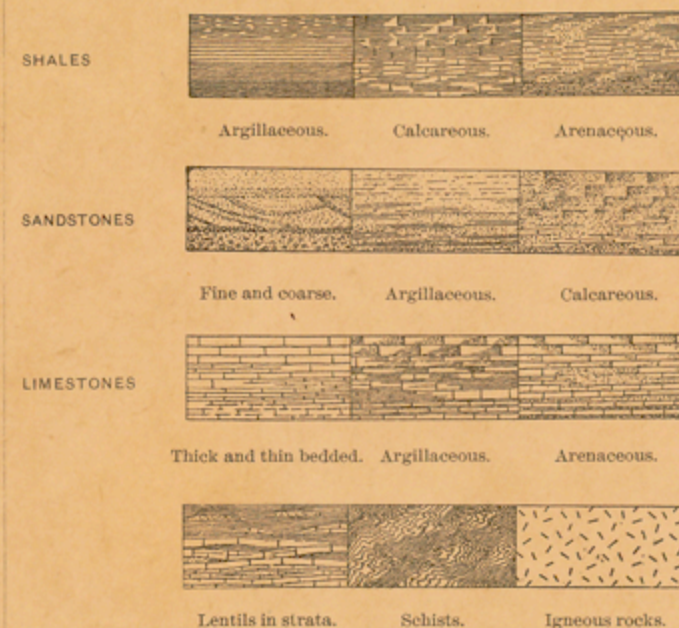 SHALES
Argillaceous. Calcareous. Arenaceous.
SANDSTONES
Fine and coarse. Argillaceous. Calcareous.
LIMESTONES
Thick and thin bedded. Argillaceous. Arenaceous.
Lentils in strata. Schists. Igneous rocks.